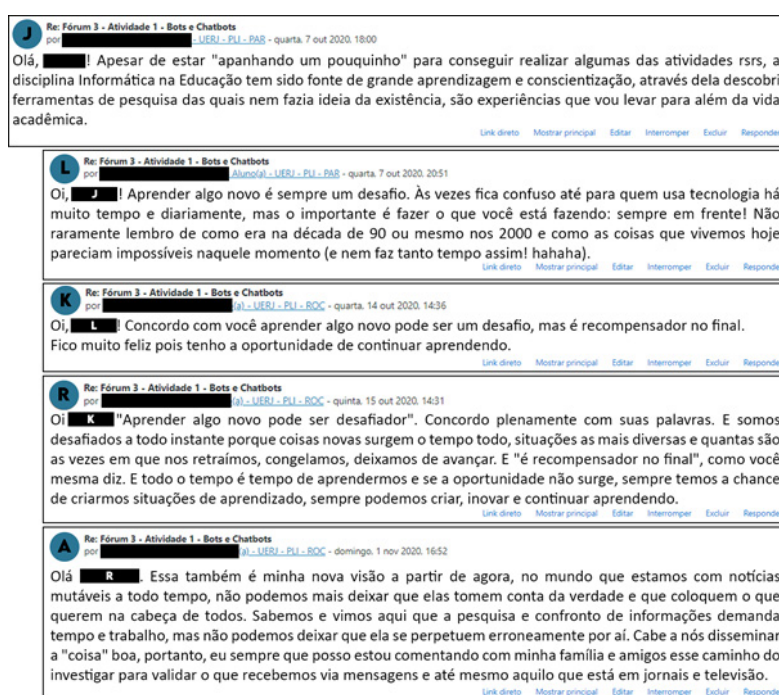 J
Re: Fórum 3 - Atividade 1 - Bots e Chatbots
por - UERJ - PLI - PAR - quarta, 7 out 2020, 18:00
Olá, ! Apesar de estar "apanhando um pouquinho" para conseguir realizar algumas das atividades rsrs, a
disciplina Informática na Educação tem sido fonte de grande aprendizagem e conscientização, através dela descobri
ferramentas de pesquisa das quais nem fazia ideia da existência, são experiências que vou levar para além da vida
acadêmica.
Link direto Mostrar principal Editar Interromper Excluir Responder
L
Re: Fórum 3 - Atividade 1 - Bots e Chatbots
por Aluno(a) - UERJ - PLI - PAR - quarta, 7 out 2020, 20:51
Oi, J ! Aprender algo novo é sempre um desafio. Às vezes fica confuso até para quem usa tecnologia há
muito tempo e diariamente, mas o importante é fazer o que você está fazendo: sempre em frente! Não
raramente lembro de como era na década de 90 ou mesmo nos 2000 e como as coisas que vivemos hoje
pareciam impossíveis naquele momento (e nem faz tanto tempo assim! hahaha).
Link direto Mostrar principal Editar Interromper Excluir Responde
K
Re: Fórum 3 - Atividade 1 - Bots e Chatbots
por (a) - UERJ - PLI - ROC - quarta, 14 out 2020, 14:36
Oi, L ! Concordo com você aprender algo novo pode ser um desafio, mas é recompensador no final.
Fico muito feliz pois tenho a oportunidade de continuar aprendendo.
Link direto Mostrar principal Editar Interromper Excluir Responde
R
Re: Fórum 3 - Atividade 1 - Bots e Chatbots
por (a) - UERJ - PLI - ROC - quinta, 15 out 2020, 14:31
Oi K "Aprender algo novo pode ser desafiador". Concordo plenamente com suas palavras. E somos
desafiados a todo instante porque coisas novas surgem o tempo todo, situações as mais diversas e quantas são
as vezes em que nos retraímos, congelamos, deixamos de avançar. E "é recompensador no final", como você
mesma diz. E todo o tempo é tempo de aprendermos e se a oportunidade não surge, sempre temos a chance
de criarmos situações de aprendizado, sempre podemos criar, inovar e continuar aprendendo.
Link direto Mostrar principal Editar Interromper Excluir Responde
A
Re: Fórum 3 - Atividade 1 - Bots e Chatbots
por (a) - UERJ - PLI - ROC - domingo, 1 nov 2020, 16:52
Olá R . Essa também é minha nova visão a partir de agora, no mundo que estamos com notícias
mutáveis a todo tempo, não podemos mais deixar que elas tomem conta da verdade e que coloquem o que
querem na cabeça de todos. Sabemos e vimos aqui que a pesquisa e confronto de informações demanda
tempo e trabalho, mas não podemos deixar que ela se perpetuem erroneamente por aí. Cabe a nós disseminar
a "coisa" boa, portanto, eu sempre que posso estou comentando com minha família e amigos esse caminho do
investigar para validar o que recebemos via mensagens e até mesmo aquilo que está em jornais e televisão.
Link direto Mostrar principal Editar Interromper Excluir Responde